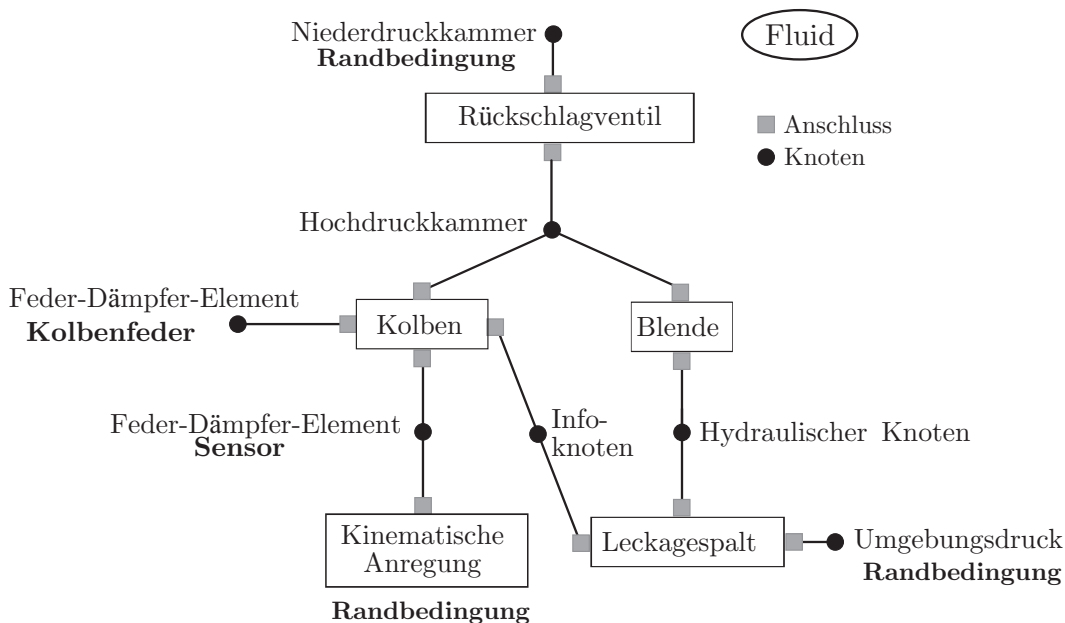 Niederdruckkammer
Randbedingung
Fluid
Rückschlagventil
Anschluss
Knoten
Hochdruckkammer
Feder-Dämpfer-Element
Kolbenfeder
Kolben
Blende
Feder-Dämpfer-Element
Sensor
Info-
knoten
Hydraulischer Knoten
Kinematische
Anregung
Randbedingung
Leckagespalt
Umgebungsdruck
Randbedingung